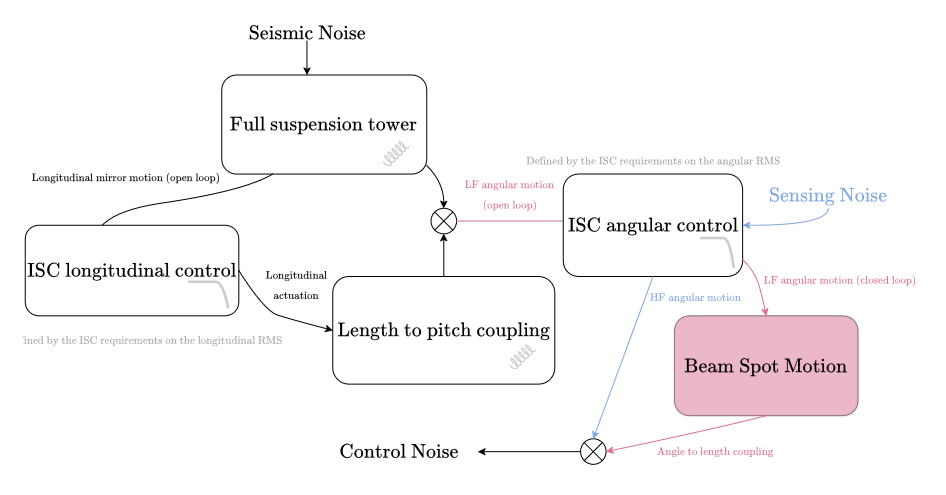 Seismic Noise
Full suspension tower
Defined by the ISC requirements on the angular RMS
Longitudinal mirror motion (open loop)
LF angular motion
(open loop)
Sensing Noise
ISC angular control
ISC longitudinal control
Longitudinal
actuation
LF angular motion (closed loop)
HF angular motion
Length to pitch coupling
ined by the ISC requirements on the longitudinal RMS
Beam Spot Motion
Control Noise
Angle to length coupling